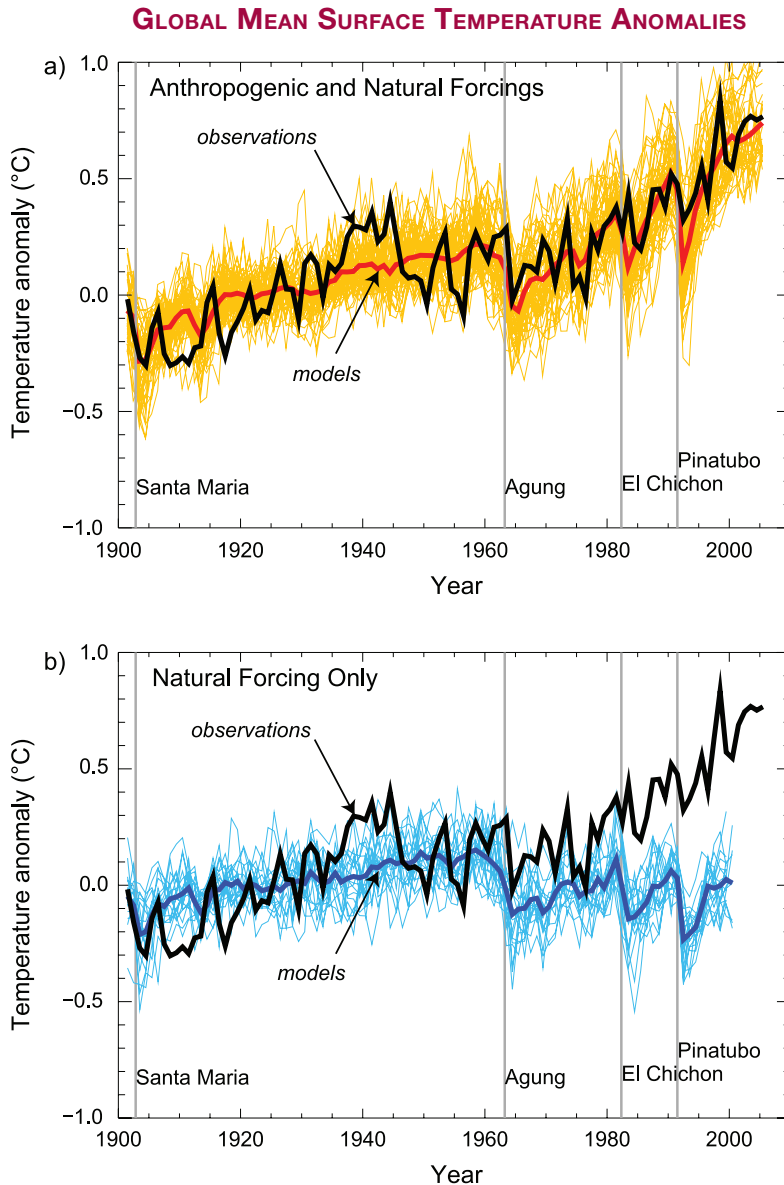 GLOBAL MEAN SURFACE TEMPERATURE ANOMALIES
a)
Anthropogenic and Natural Forcings
observations
models
Temperature anomaly (°C)
1.0
0.5
0.0
−0.5
−1.0
Santa Maria
Agung
El Chichon
Pinatubo
1900 1920 1940 1960 1980 2000
Year
b)
Natural Forcing Only
observations
models
Temperature anomaly (°C)
1.0
0.5
0.0
−0.5
−1.0
Santa Maria
Agung
El Chichon
Pinatubo
1900 1920 1940 1960 1980 2000
Year